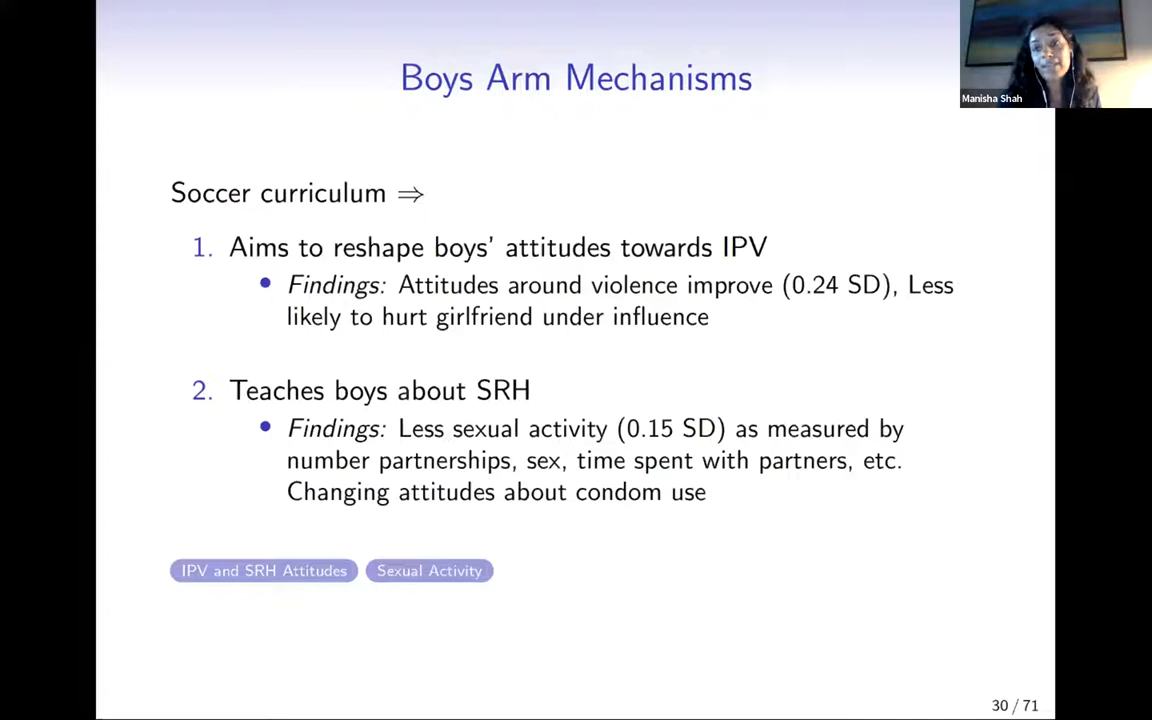 Boys Arm Mechanisms
Manisha Shah
Soccer curriculum ⇒
1. Aims to reshape boys' attitudes towards IPV
• Findings: Attitudes around violence improve (0.24 SD), Less
likely to hurt girlfriend under influence
2. Teaches boys about SRH
• Findings: Less sexual activity (0.15 SD) as measured by
number partnerships, sex, time spent with partners, etc.
Changing attitudes about condom use
IPV and SRH Attitudes Sexual Activity
30 / 71